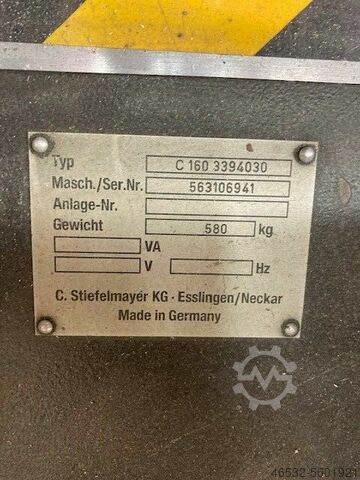 Typ C 160 3394030
Masch./Ser.Nr. 563106941
Anlage-Nr.
Gewicht 580 kg
VA
V Hz
C. Stiefelmayer KG · Esslingen/Neckar
Made in Germany
46532-5601921